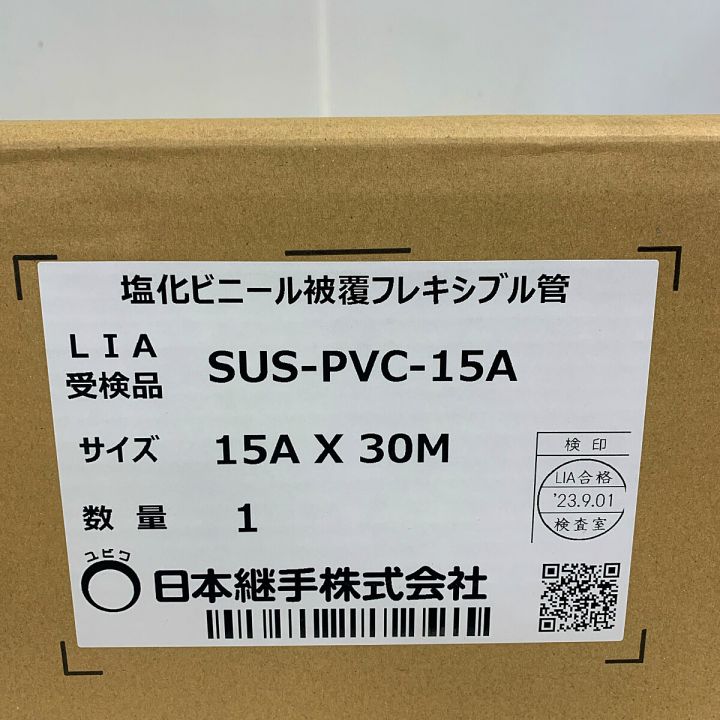 塩化ビニール被覆フレキシブル管
LIA
受検品
SUS-PVC-15A
サイズ 15A X 30M
数量 1
検印
LIA合格
'23.9.01
検査室
ユビワ
日本継手株式会社